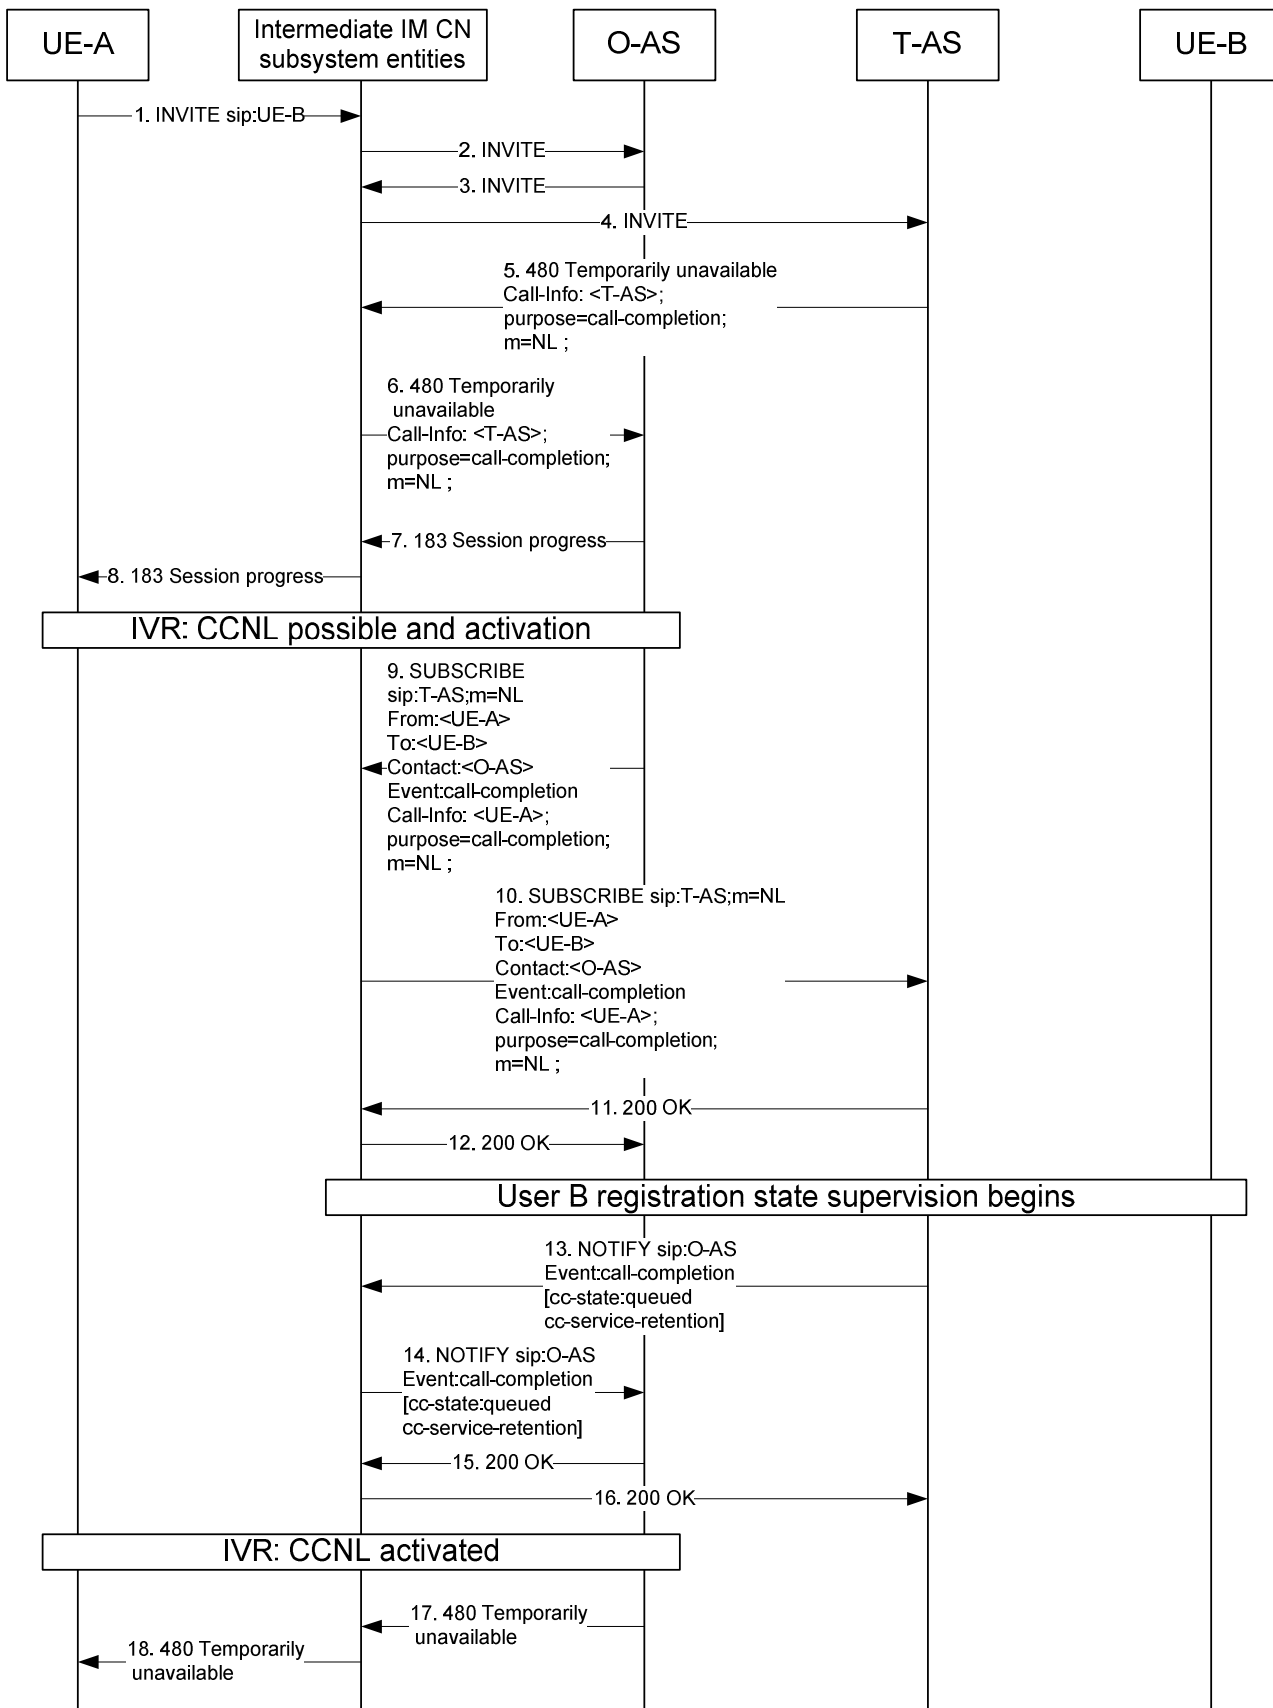 UE-A
Intermediate IM CN
subsystem entities
O-AS
T-AS
UE-B
1. INVITE sip:UE-B
2. INVITE
3. INVITE
4. INVITE
5. 480 Temporarily unavailable
Call-Info: <T-AS>;
purpose=call-completion;
m=NL ;
6. 480 Temporarily
unavailable
Call-Info: <T-AS>;
purpose=call-completion;
m=NL ;
7. 183 Session progress
8. 183 Session progress
IVR: CCNL possible and activation
9. SUBSCRIBE
sip:T-AS;m=NL
From:<UE-A>
To:<UE-B>
Contact:<O-AS>
Event:call-completion
Call-Info: <UE-A>;
purpose=call-completion;
m=NL ;
10. SUBSCRIBE sip:T-AS;m=NL
From:<UE-A>
To:<UE-B>
Contact:<O-AS>
Event:call-completion
Call-Info: <UE-A>;
purpose=call-completion;
m=NL ;
11. 200 OK
12. 200 OK
User B registration state supervision begins
13. NOTIFY sip:O-AS
Event:call-completion
[cc-state:queued
cc-service-retention]
14. NOTIFY sip:O-AS
Event:call-completion
[cc-state:queued
cc-service-retention]
15. 200 OK
16. 200 OK
IVR: CCNL activated
17. 480 Temporarily
unavailable
18. 480 Temporarily
unavailable